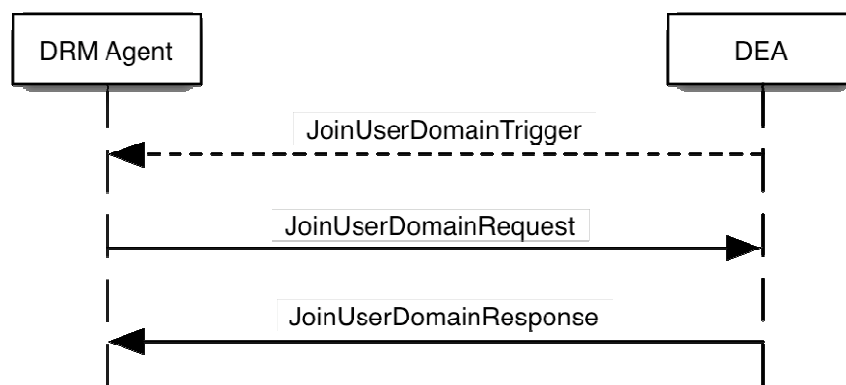 DRM Agent
DEA
JoinUserDomainTrigger
JoinUserDomainRequest
JoinUserDomainResponse